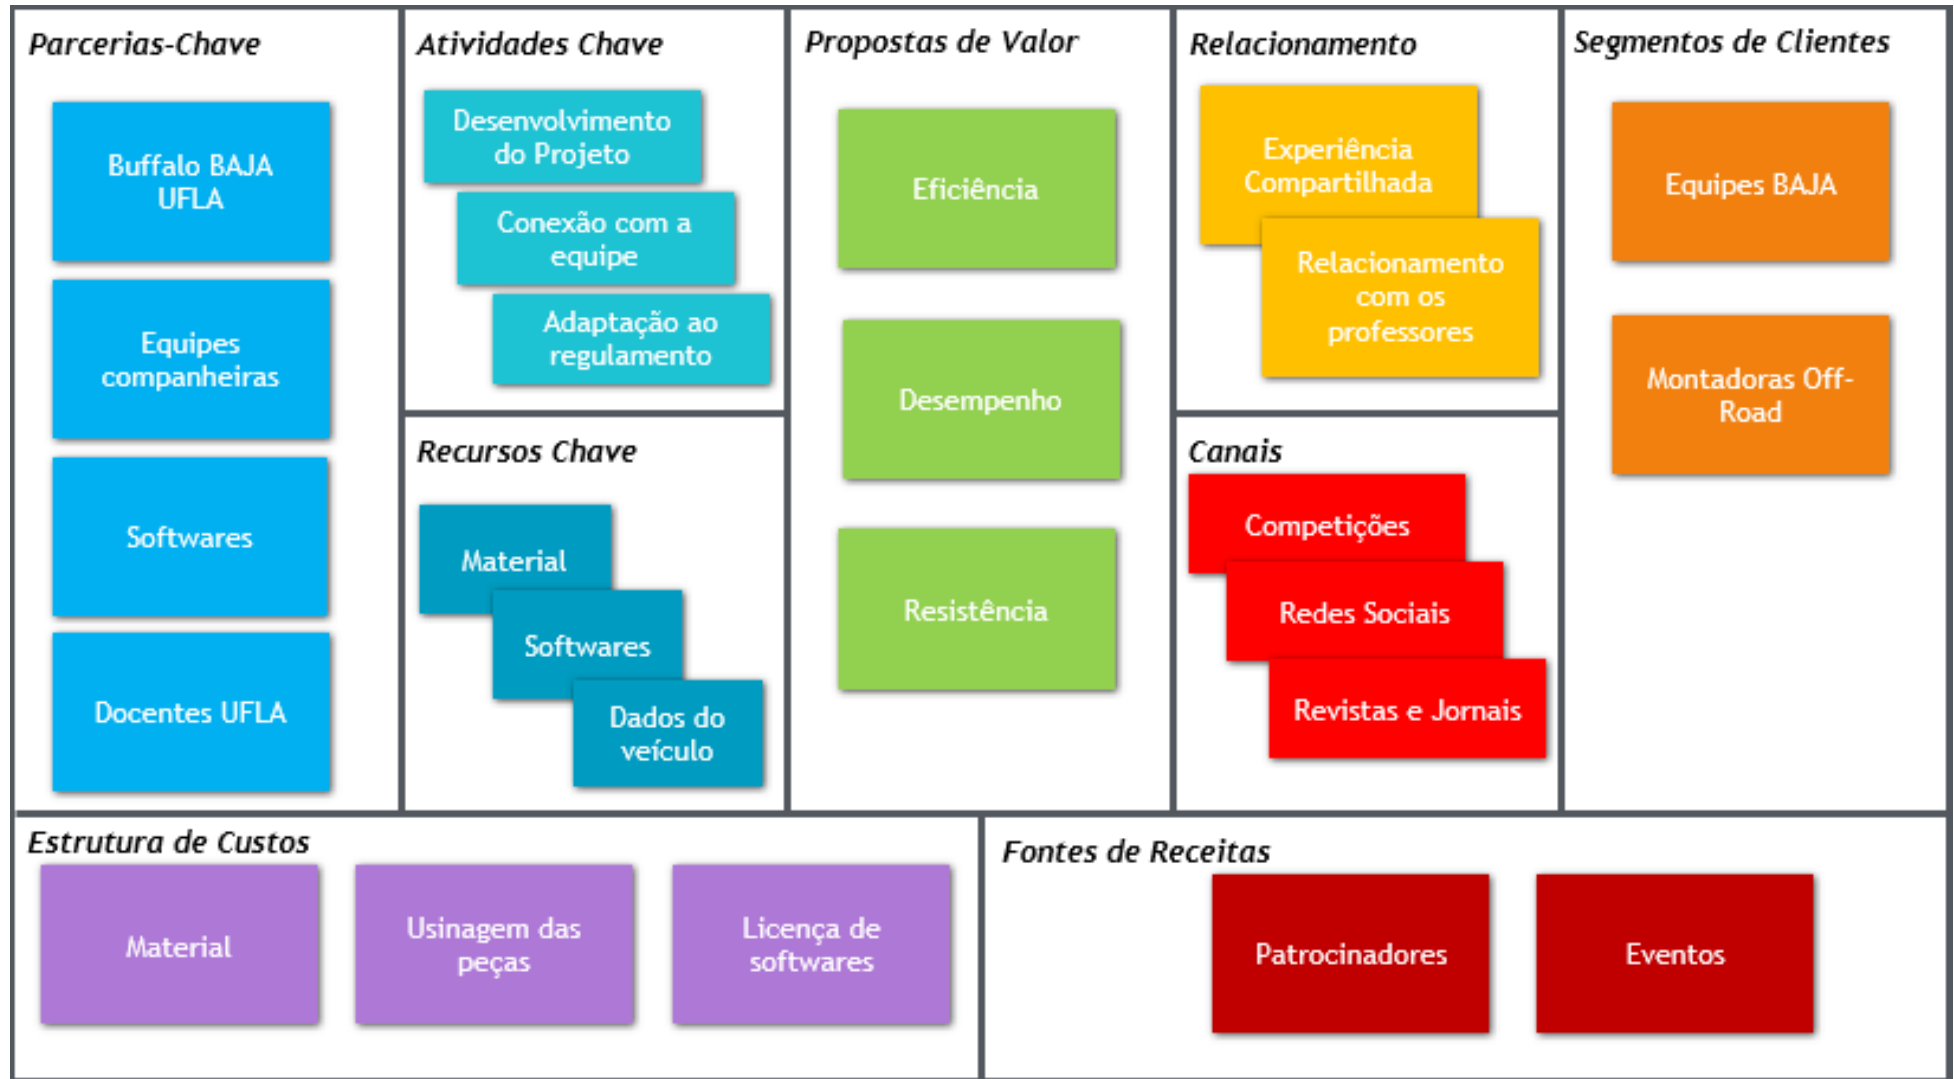 Parcerias-Chave
Buffalo BAJA
UFLA
Equipes
companheiras
Softwares
Docentes UFLA
Atividades Chave
Desenvolvimento
do Projeto
Conexão com a
equipe
Adaptação ao
regulamento
Recursos Chave
Material
Softwares
Dados do
veículo
Propostas de Valor
Eficiência
Desempenho
Resistência
Relacionamento
Experiência
Compartilhada
Relacionamento
com os
professores
Canais
Competições
Redes Sociais
Revistas e Jornais
Segmentos de Clientes
Equipes BAJA
Montadoras Off-
Road
Estrutura de Custos
Material
Usinagem das
peças
Licença de
softwares
Fontes de Receitas
Patrocinadores
Eventos